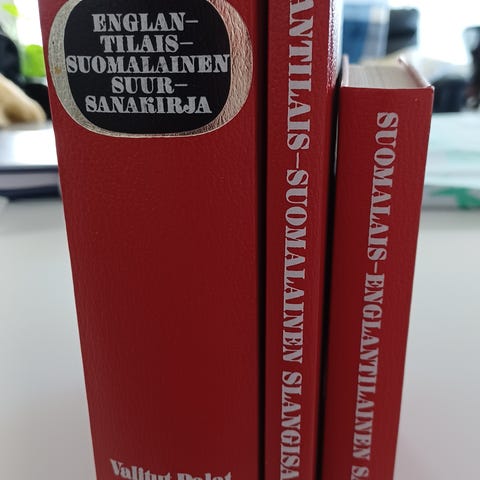 ENGLAN-
TILAIS-
SUOMALAINEN
SUUR-
SANAKIRJA
Valitut Palat
ANTILAIS-SUOMALAINEN SLANGISA
SUOMALAIS-ENGLANTILAINEN S